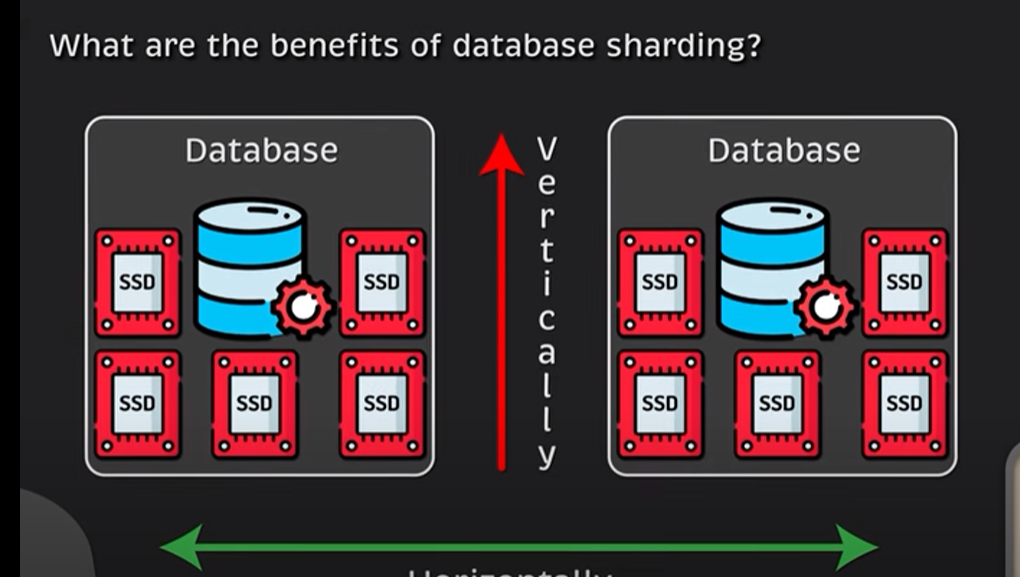 What are the benefits of database sharding?
Database
Database
Vertically
SSD
SSD
SSD
SSD
SSD
SSD
SSD
SSD
SSD
SSD
Horizontally